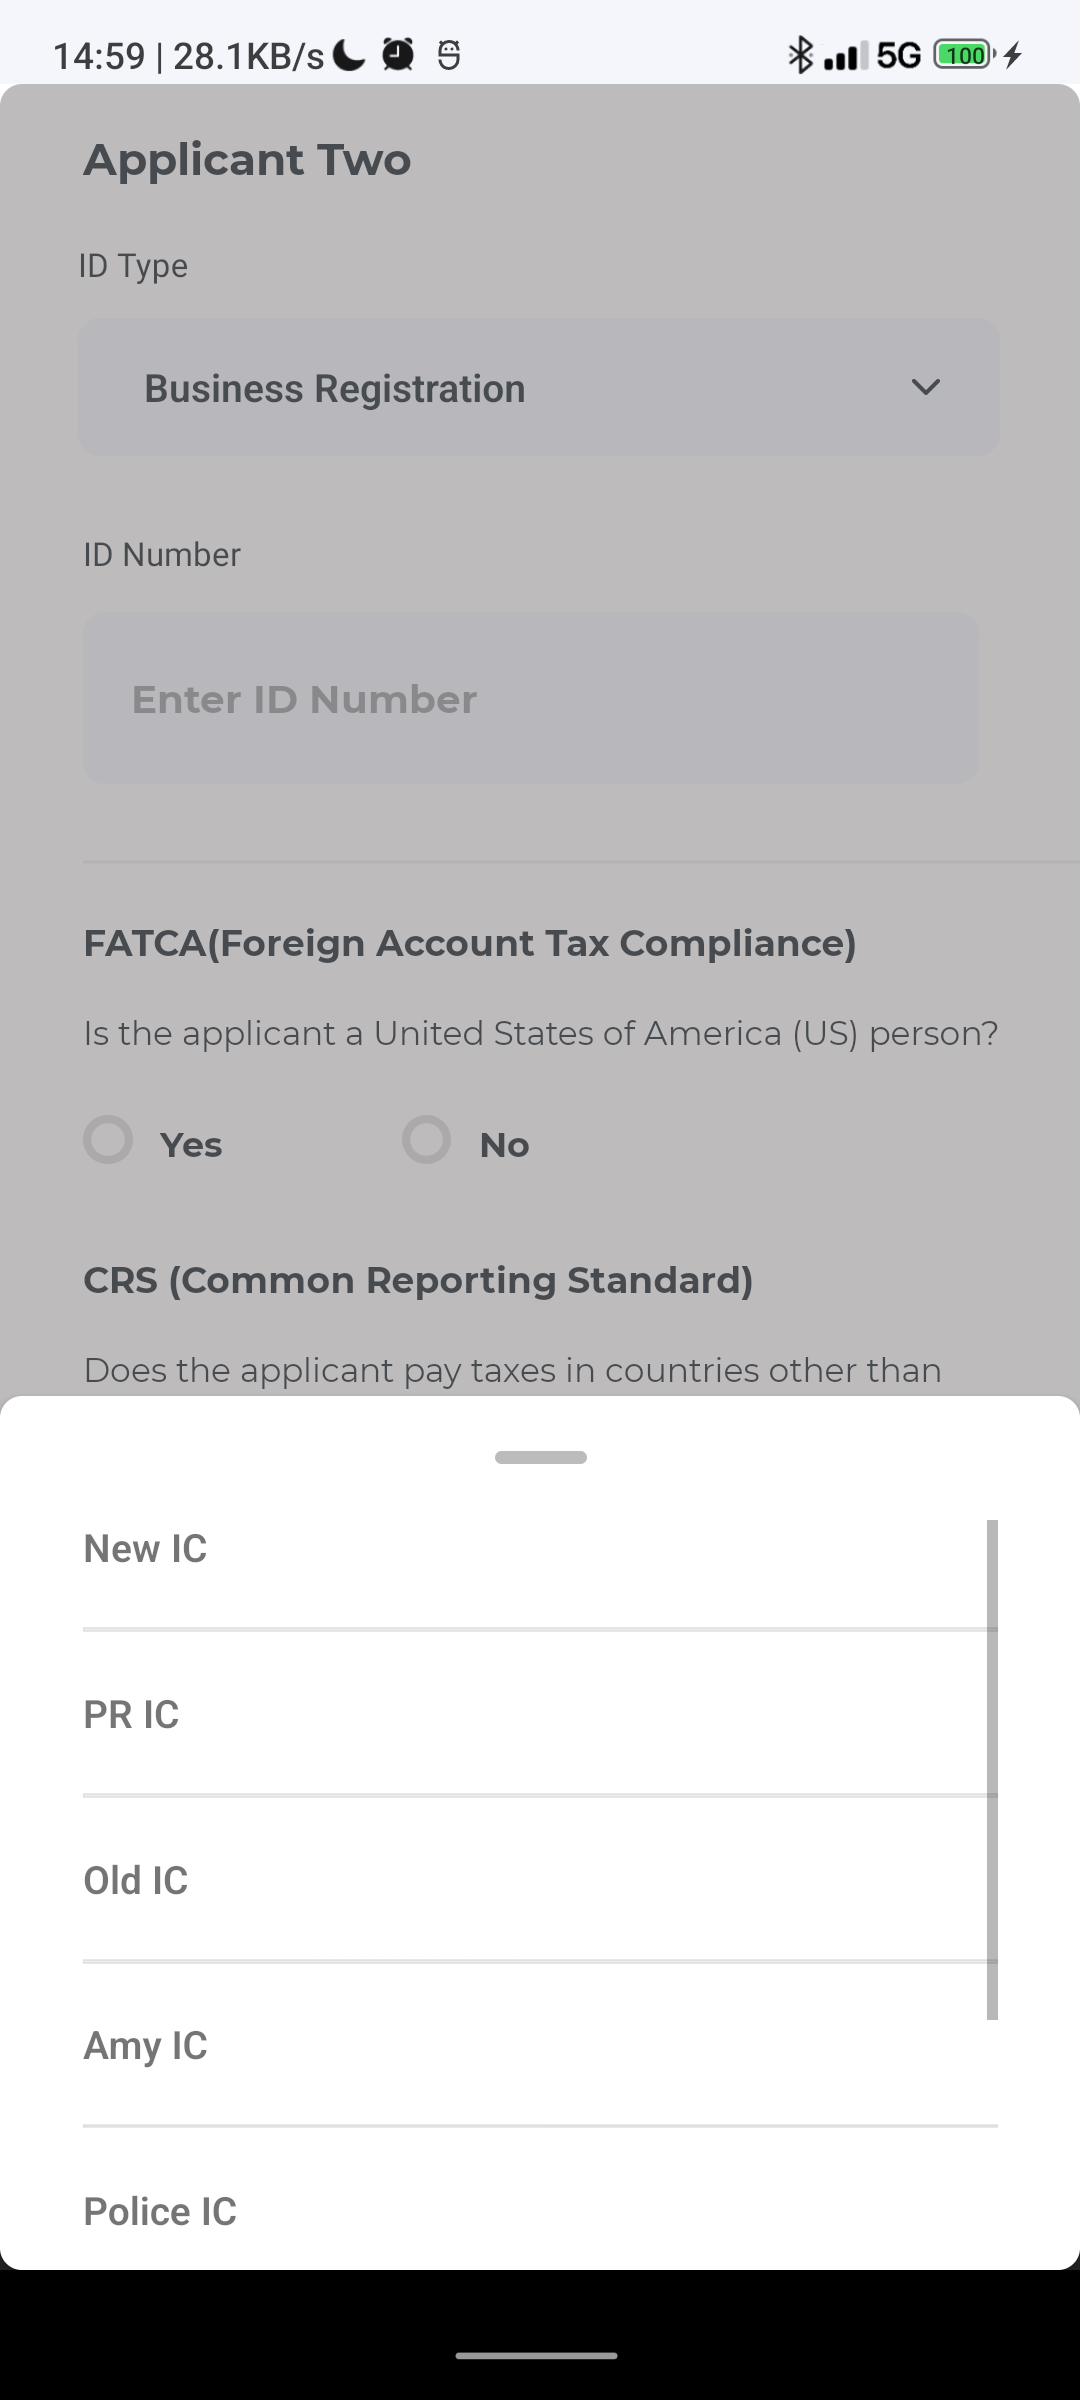 14:59 | 28.1KB/s 5G 100
Applicant Two
ID Type
Business Registration
ID Number
Enter ID Number
FATCA(Foreign Account Tax Compliance)
Is the applicant a United States of America (US) person?
Yes No
CRS (Common Reporting Standard)
Does the applicant pay taxes in countries other than
New IC
PR IC
Old IC
Amy IC
Police IC